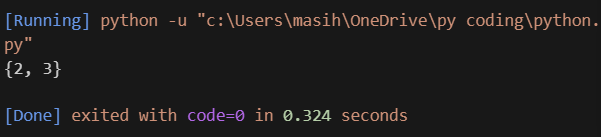 [Running] python -u "c:\Users\masih\OneDrive\py coding\python.
py"
{2, 3}
[Done] exited with code=0 in 0.324 seconds